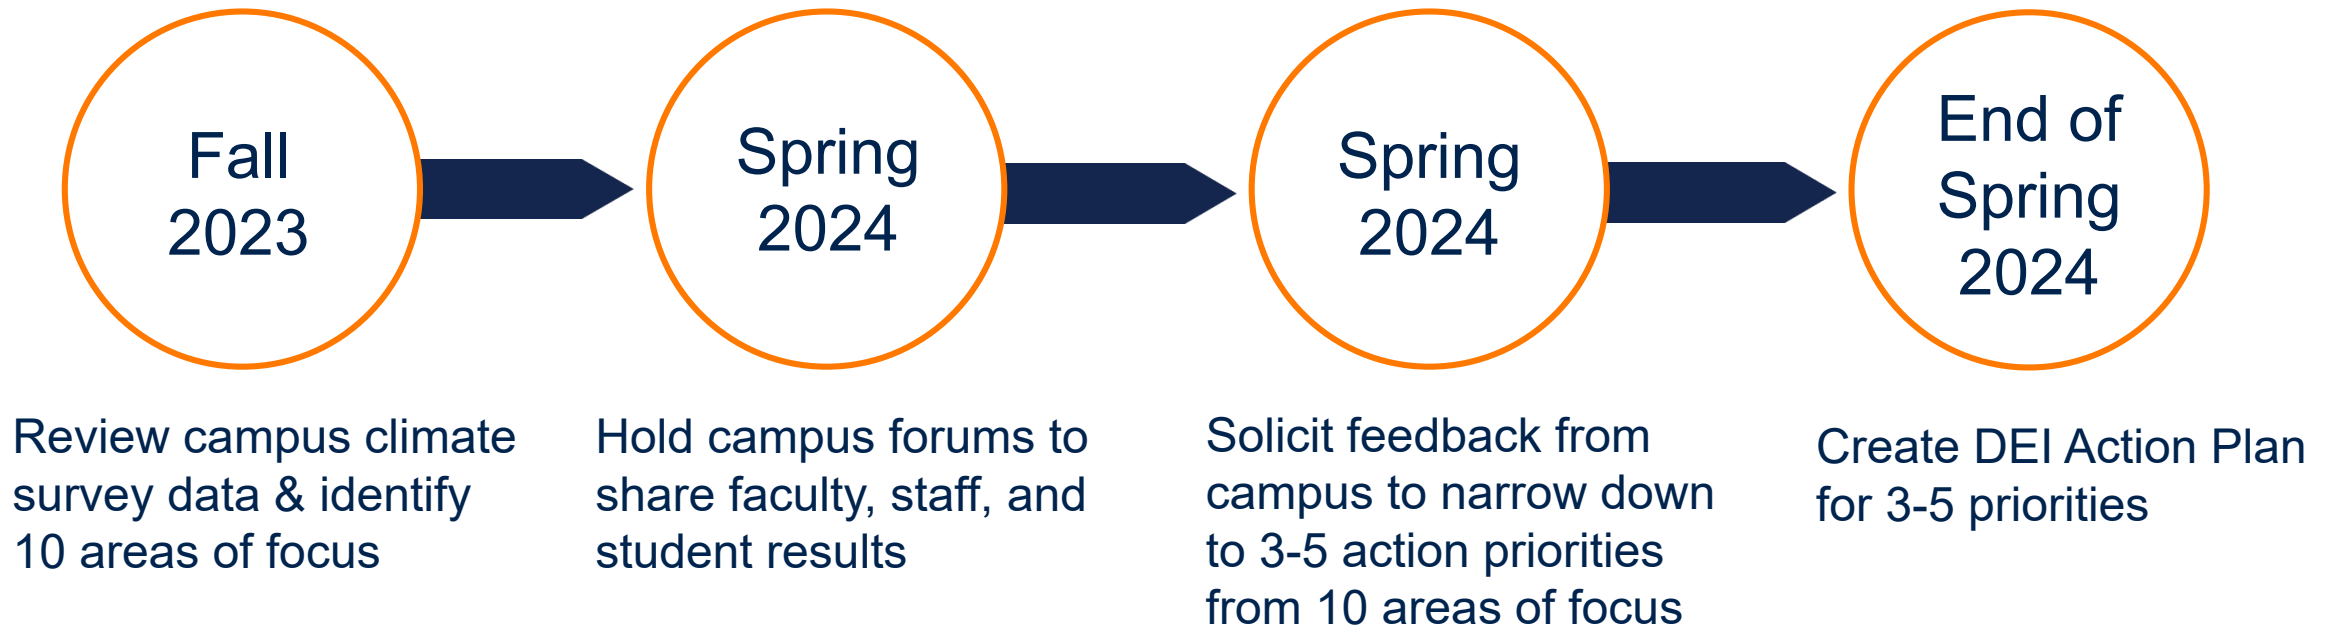 Fall
2023
Spring
2024
Spring
2024
End of
Spring
2024
Review campus climate
survey data & identify
10 areas of focus
Hold campus forums to
share faculty, staff, and
student results
Solicit feedback from
campus to narrow down
to 3-5 action priorities
from 10 areas of focus
Create DEI Action Plan
for 3-5 priorities